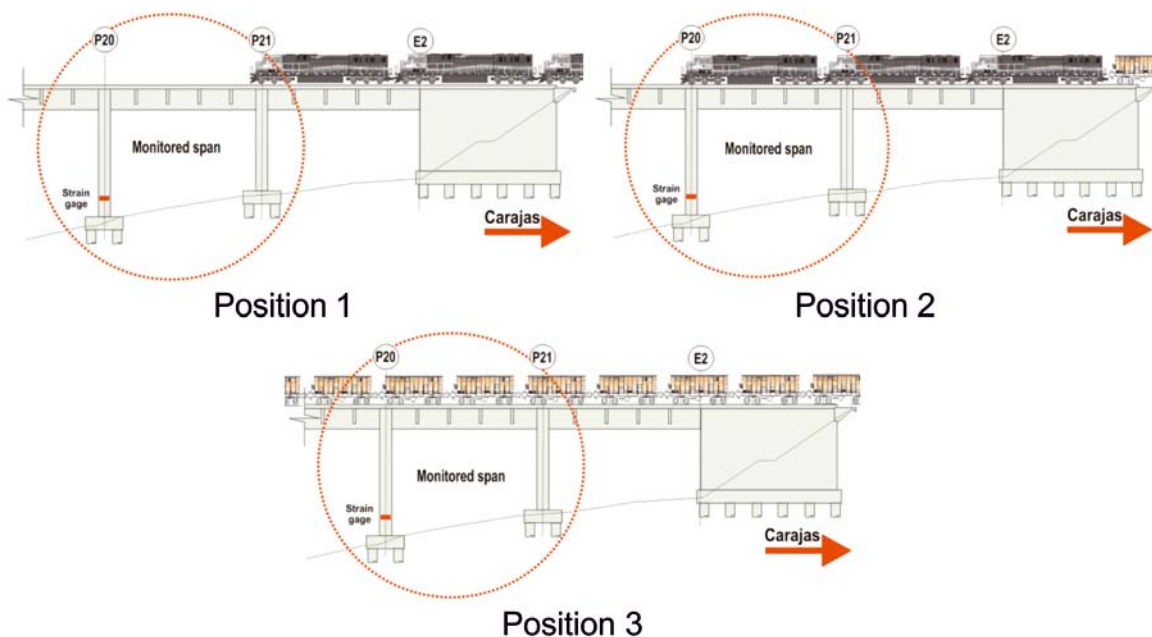 P20
P21
E2
Monitored span
Strain
gage
Carajas
Position 1
P20
P21
E2
Monitored span
Strain
gage
Carajas
Position 2
P20
P21
E2
Monitored span
Strain
gage
Carajas
Position 3